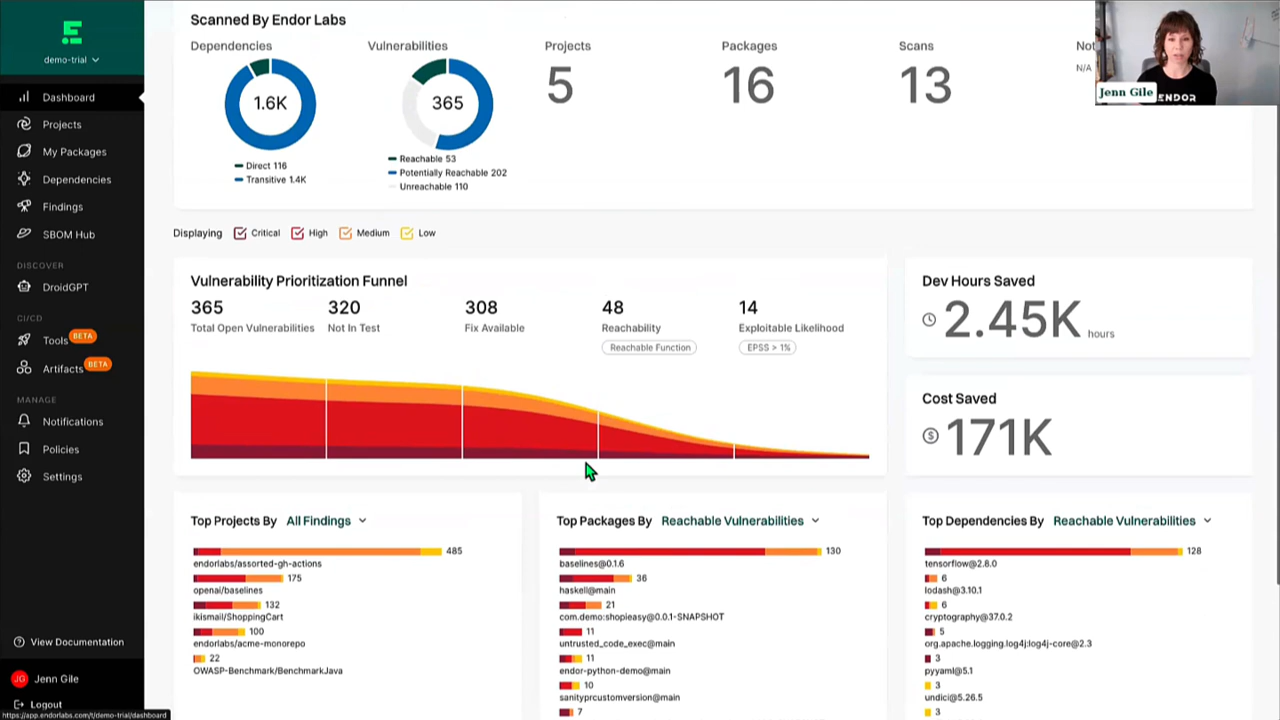 demo-trial
Dashboard
Projects
My Packages
Dependencies
Findings
SBOM Hub
DISCOVER
DroidGPT
CI/CD
Tools BETA
Artifacts BETA
MANAGE
Notifications
Policies
Settings
View Documentation
JG Jenn Gile
Logout
https://app.endorlabs.com/t/demo-trial/dashboard
Scanned By Endor Labs
Dependencies
1.6K
Direct 116
Transitive 1.4K
Vulnerabilities
365
Reachable 53
Potentially Reachable 202
Unreachable 110
Projects
5
Packages
16
Scans
13
Not
N/A
Jenn Gile
ENDOR
Displaying Critical High Medium Low
Vulnerability Prioritization Funnel
365
Total Open Vulnerabilities
320
Not In Test
308
Fix Available
48
Reachability
Reachable Function
14
Exploitable Likelihood
EPSS > 1%
Dev Hours Saved
2.45K hours
Cost Saved
$ 171K
Top Projects By All Findings
485
endorlabs/assorted-gh-actions
175
openai/baselines
132
ikismail/ShoppingCart
100
endorlabs/acme-monorepo
22
OWASP-Benchmark/BenchmarkJava
Top Packages By Reachable Vulnerabilities
130
baselines@0.1.6
36
haskell@main
21
com.demo:shopieasy@0.0.1-SNAPSHOT
11
untrusted_code_exec@main
11
endor-python-demo@main
10
sanityprcustomversion@main
7
Top Dependencies By Reachable Vulnerabilities
128
tensorflow@2.8.0
6
lodash@3.10.1
6
cryptography@37.0.2
5
org.apache.logging.log4j:log4j-core@2.3
3
pyyaml@5.1
3
undici@5.26.5
3